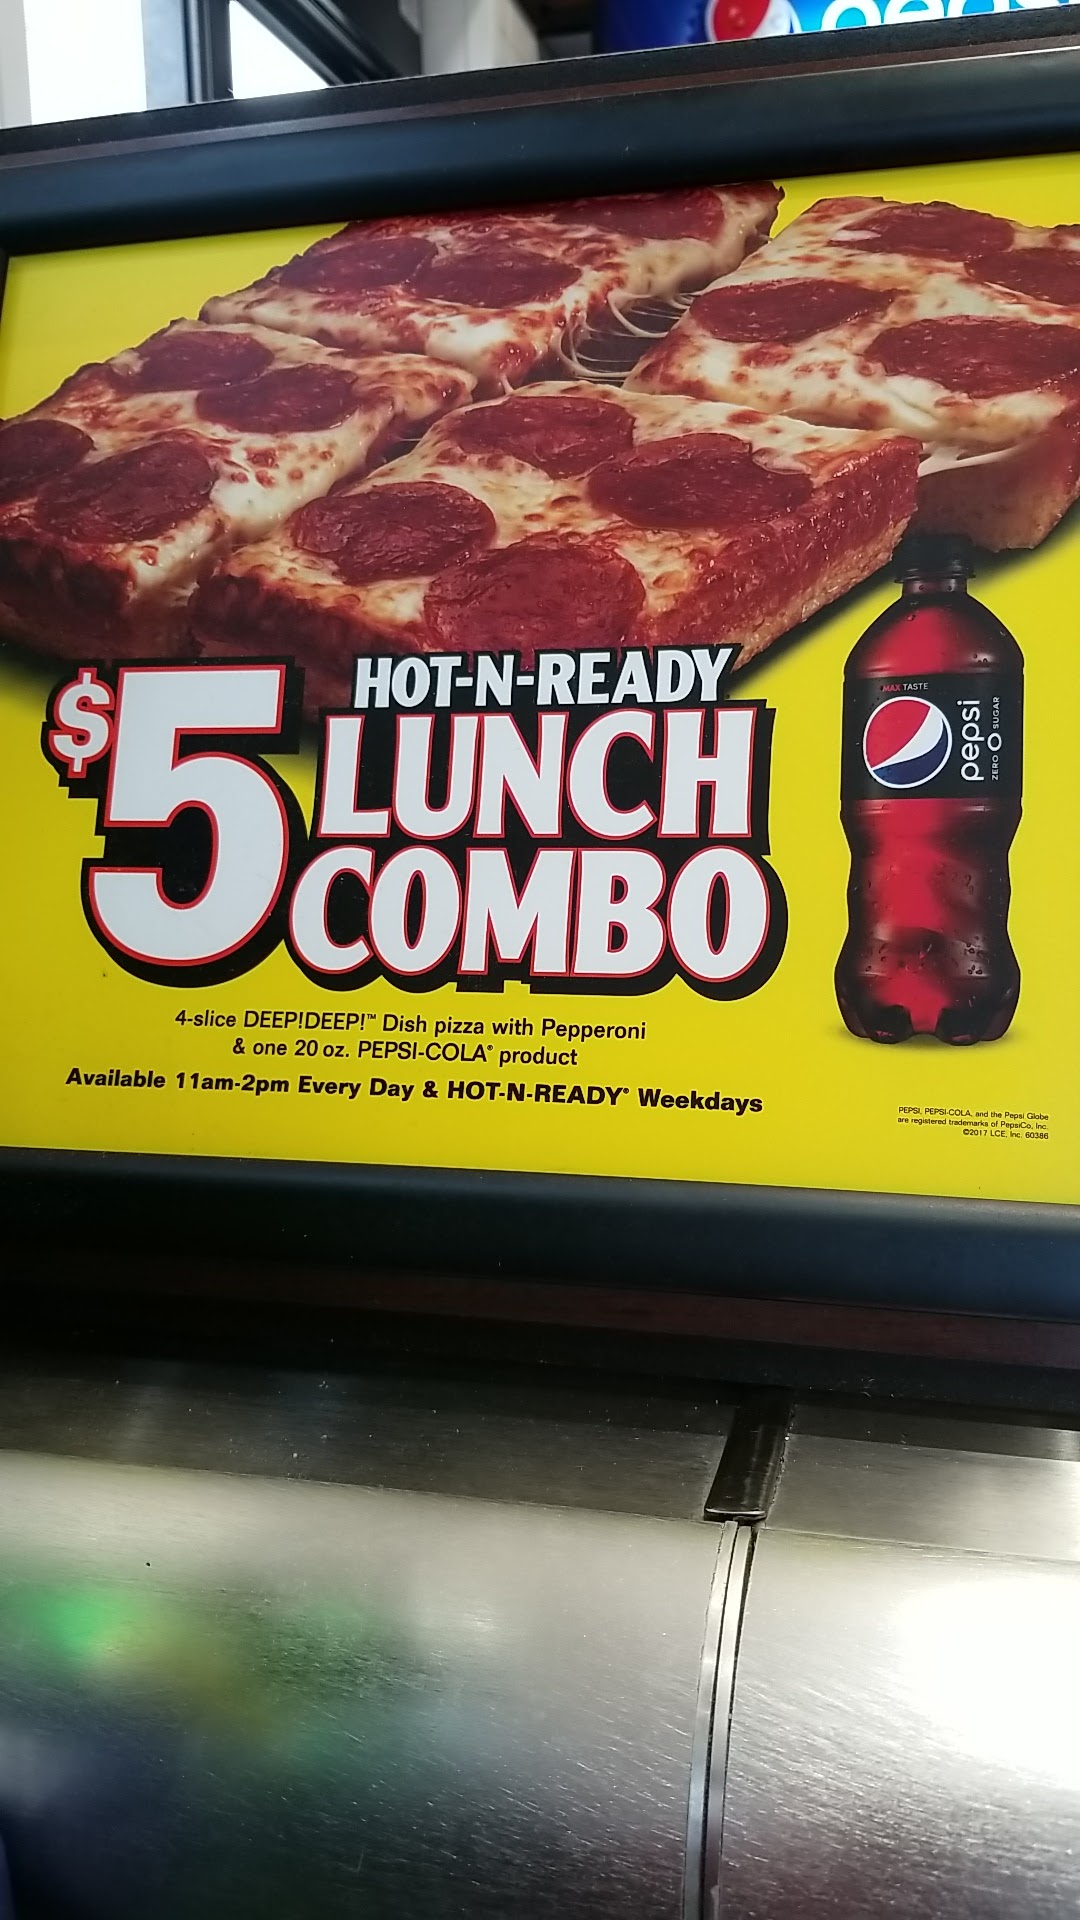 pepsi
$5 HOT-N-READY
LUNCH
COMBO
MAX TASTE
pepsi
ZERO SUGAR
4-slice DEEP!DEEP!™ Dish pizza with Pepperoni
& one 20 oz. PEPSI-COLA® product
Available 11am-2pm Every Day & HOT-N-READY® Weekdays
PEPSI, PEPSI-COLA, and the Pepsi Globe
are registered trademarks of PepsiCo, Inc.
©2017 LCE, Inc. 60386